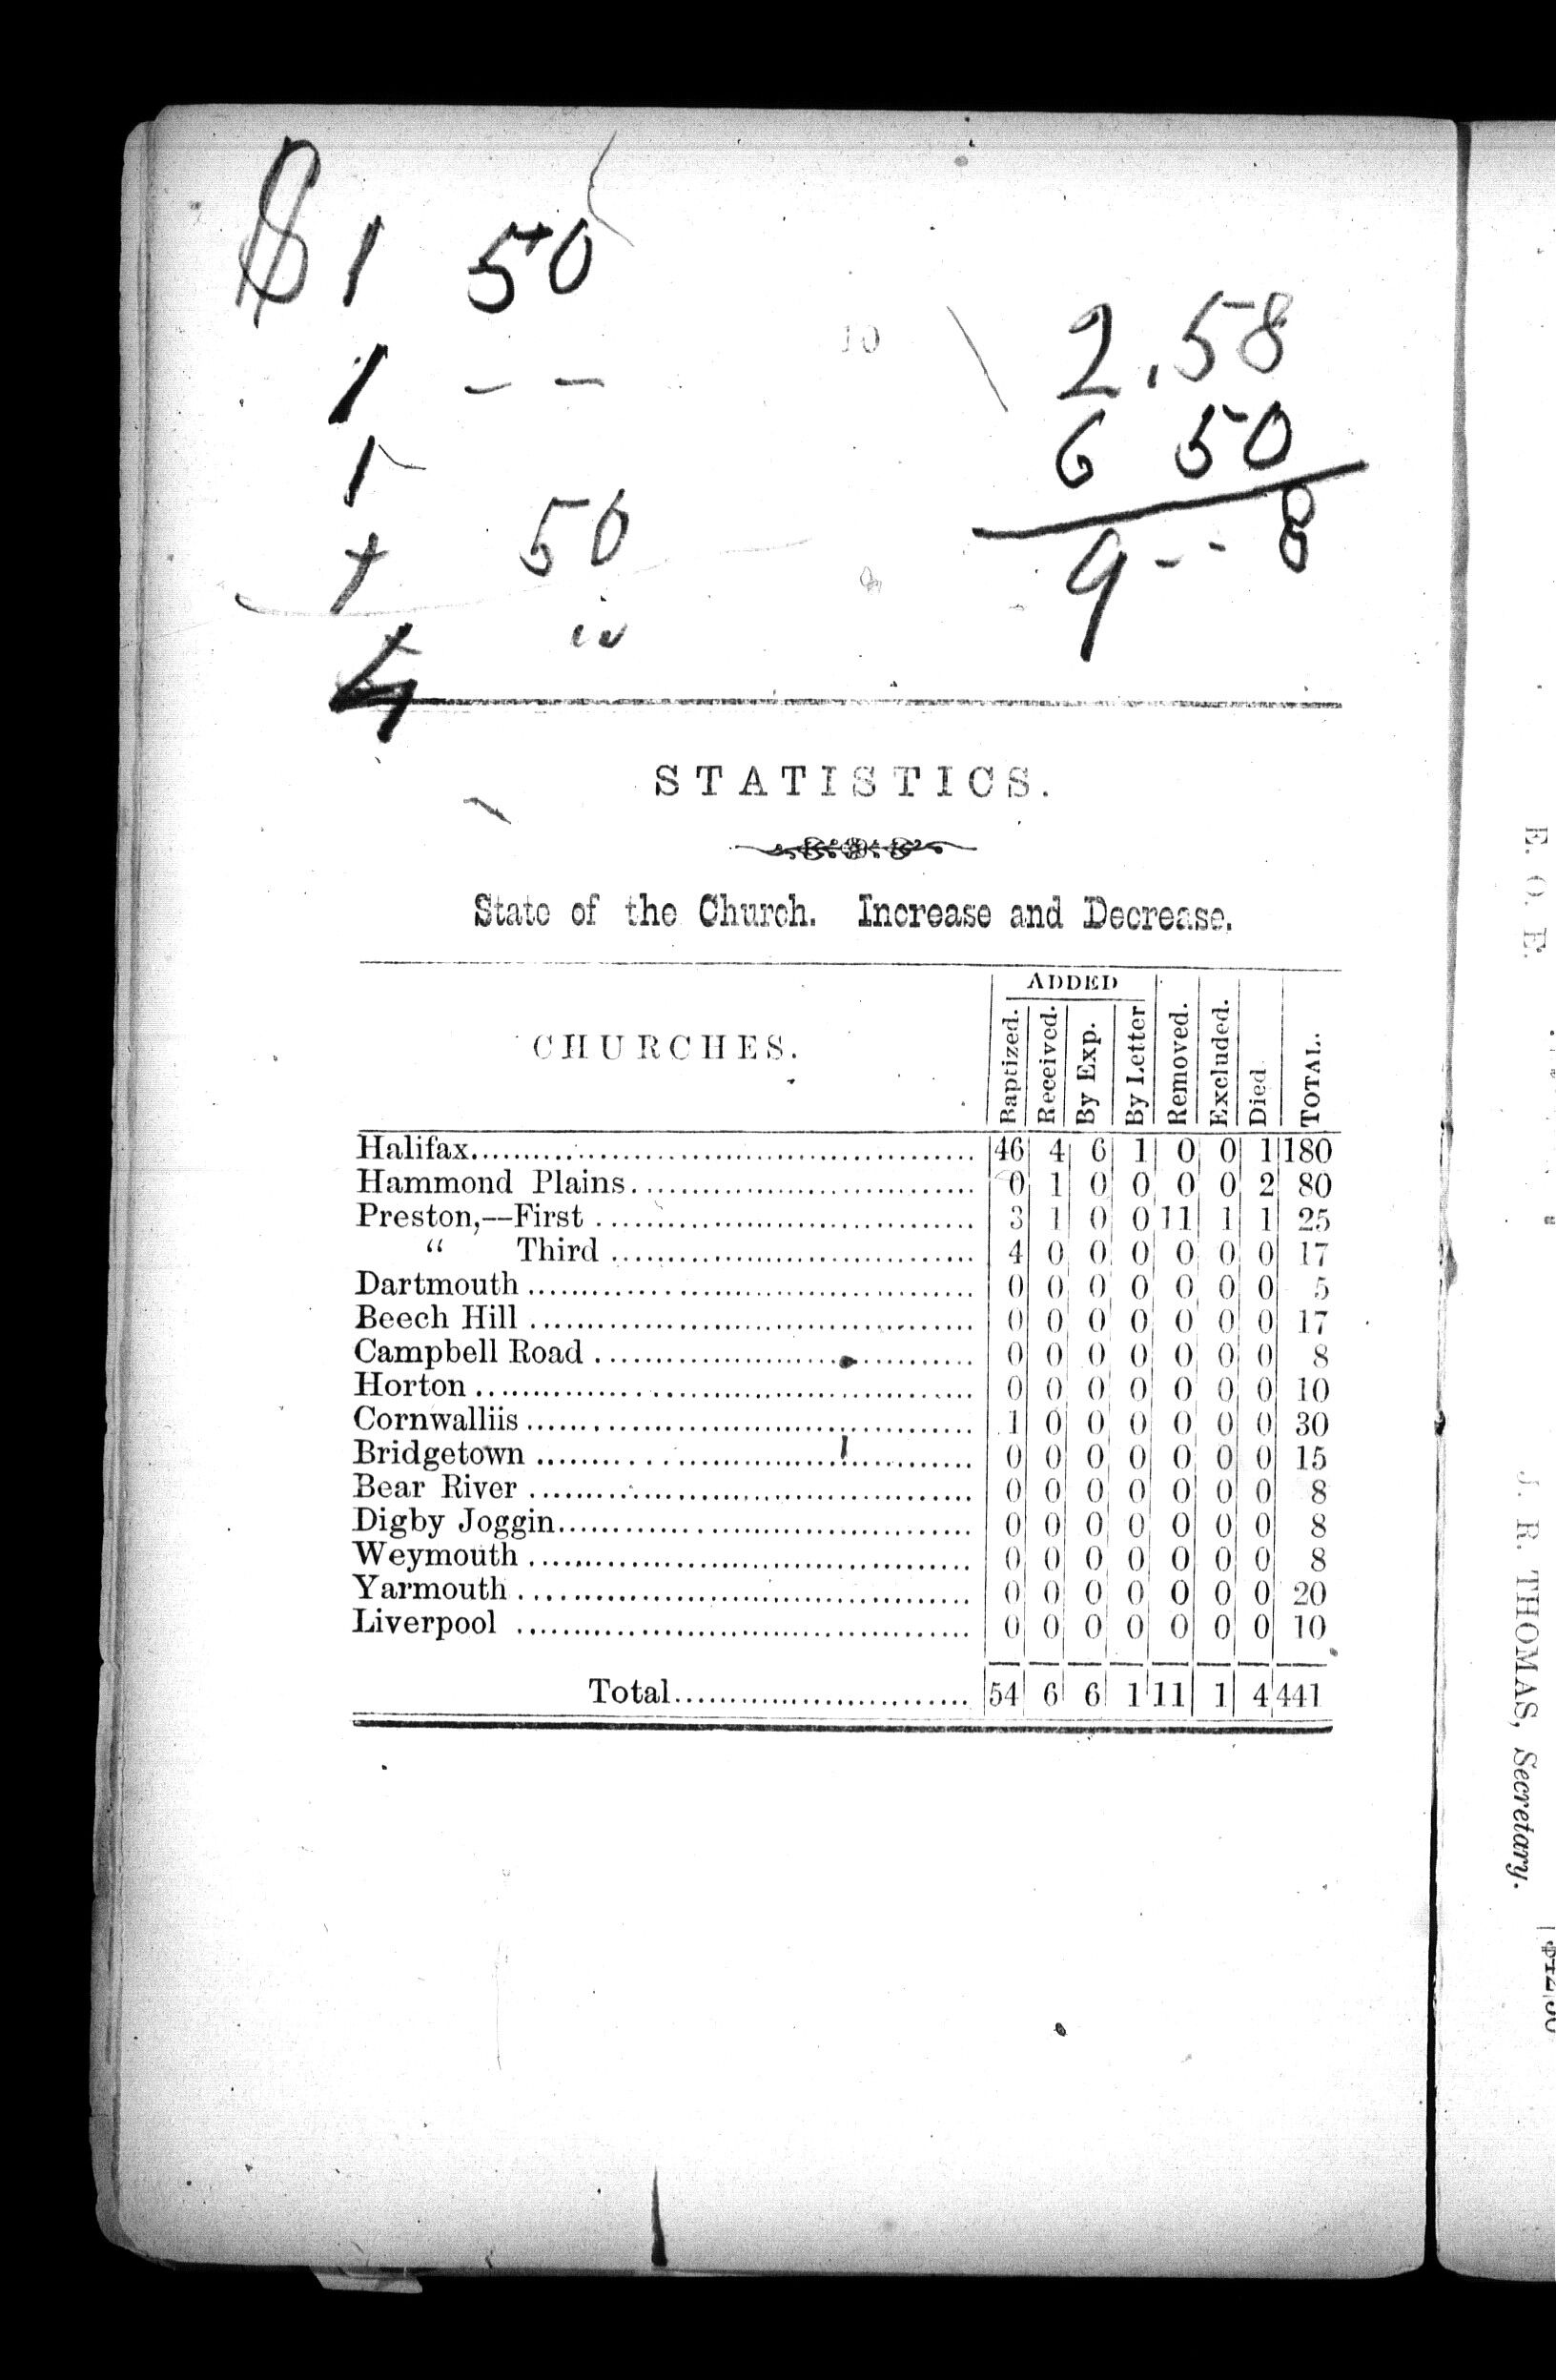 $ 1 50
1 – –
1
1 50
4
10
2.58
6 50
9 -- 8
STATISTICS.
State of the Church. Increase and Decrease.
CHURCHES.
ADDED
Baptized. Received. By Exp. By Letter Removed. Excluded. Died TOTAL.
Halifax.................... 46 4 6 1 0 0 1 180
Hammond Plains.................... 0 1 0 0 0 0 2 80
Preston,—First .................... 3 1 0 0 11 1 1 25
“ Third .................... 4 0 0 0 0 0 0 17
Dartmouth .................... 0 0 0 0 0 0 0 5
Beech Hill .................... 0 0 0 0 0 0 0 17
Campbell Road .................... 0 0 0 0 0 0 0 8
Horton .................... 0 0 0 0 0 0 0 10
Cornwalliis .................... 1 0 0 0 0 0 0 30
Bridgetown .................... 0 0 0 0 0 0 0 15
Bear River .................... 0 0 0 0 0 0 0 8
Digby Joggin.................... 0 0 0 0 0 0 0 8
Weymouth .................... 0 0 0 0 0 0 0 8
Yarmouth .................... 0 0 0 0 0 0 0 20
Liverpool .................... 0 0 0 0 0 0 0 10
Total.................... 54 6 6 1 11 1 4 441
E. O. E.
J. R. THOMAS, Secretary.